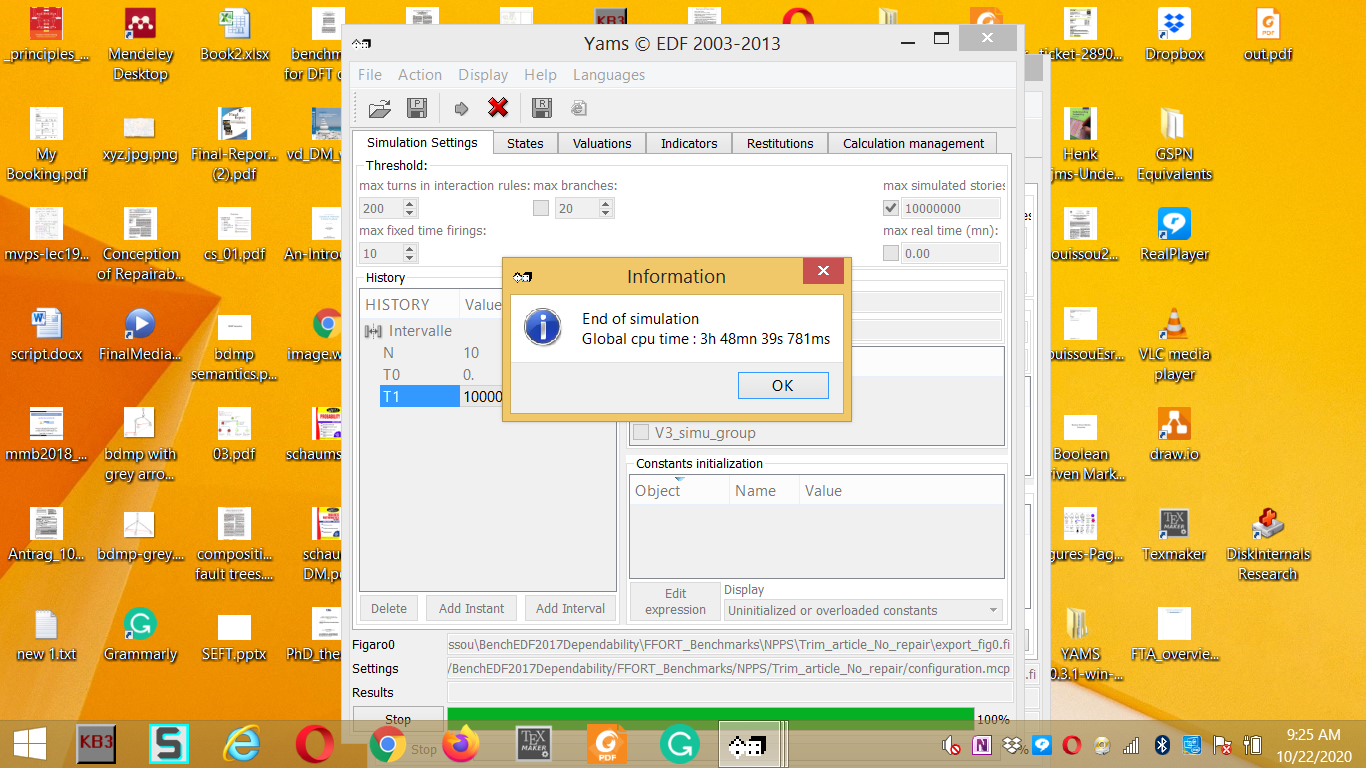 _principles_...
Mendeley
Desktop
Book2.xlsx
benchm
for DFT c
ticket-2890...
Dropbox
out.pdf
My
Booking.pdf
xyz.jpg.png
Final-Repor...
(2).pdf
vd_DM_v
Henk
jms-Unde...
GSPN
Equivalents
mvps-lec19...
Conception
of Repairab...
cs_01.pdf
An-Introd
ouissou2...
RealPlayer
script.docx
FinalMedia...
bdmp
semantics.p...
image.w
ouissouEsr...
VLC media
player
mmb2018_...
bdmp with
grey arro...
03.pdf
schaums
Boolean
riven Mark...
draw.io
Antrag_10...
bdmp-grey....
compositi...
fault trees....
schau
DM.p
gures-Pag...
Texmaker
DiskInternals
Research
new 1.txt
Grammarly
SEFT.pptx
PhD_the
YAMS
0.3.1-win-...
FTA_overvie...
Yams © EDF 2003-2013
File Action Display Help Languages
Simulation Settings States Valuations Indicators Restitutions Calculation management
Threshold:
max turns in interaction rules: max branches: max simulated stories
200 20 10000000
fixed time firings: max real time (mn):
10 0.00
History
HISTORY Value
Intervalle
N 10
T0 0.
T1 10000
Information
End of simulation
Global cpu time : 3h 48mn 39s 781ms
OK
V3_simu_group
Constants initialization
Object Name Value
Edit
expression
Display
Uninitialized or overloaded constants
Delete Add Instant Add Interval
Figaro0 ssou\BenchEDF2017Dependability\FFORT_Benchmarks\NPPS\Trim_article_No_repair\export_fig0.fi
Settings /BenchEDF2017Dependability/FFORT_Benchmarks/NPPS/Trim_article_No_repair/configuration.mcp
.fi
Results
Stop 100%
Stop
KB3
TEX
MAKER
PDF
9:25 AM
10/22/2020